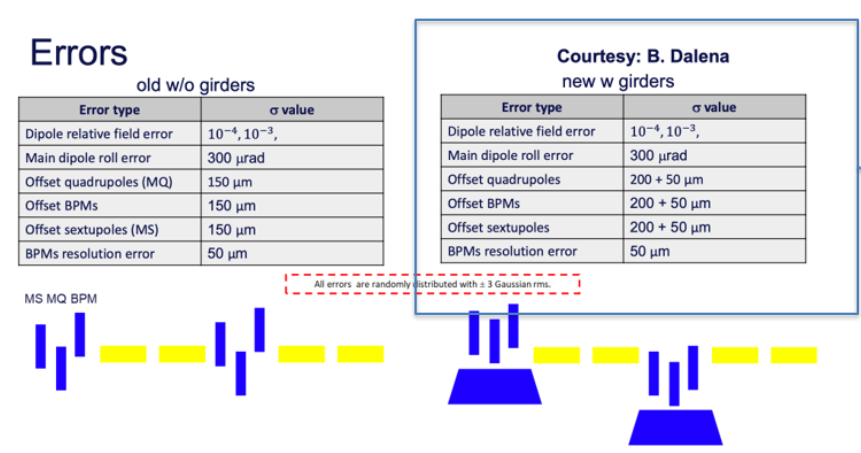 Errors
old w/o girders
Error type σ value
Dipole relative field error 10⁻⁴, 10⁻³,
Main dipole roll error 300 μrad
Offset quadrupoles (MQ) 150 μm
Offset BPMs 150 μm
Offset sextupoles (MS) 150 μm
BPMs resolution error 50 μm
Courtesy: B. Dalena
new w girders
Error type σ value
Dipole relative field error 10⁻⁴, 10⁻³,
Main dipole roll error 300 μrad
Offset quadrupoles 200 + 50 μm
Offset BPMs 200 + 50 μm
Offset sextupoles 200 + 50 μm
BPMs resolution error 50 μm
All errors are randomly distributed with ± 3 Gaussian rms.
MS MQ BPM